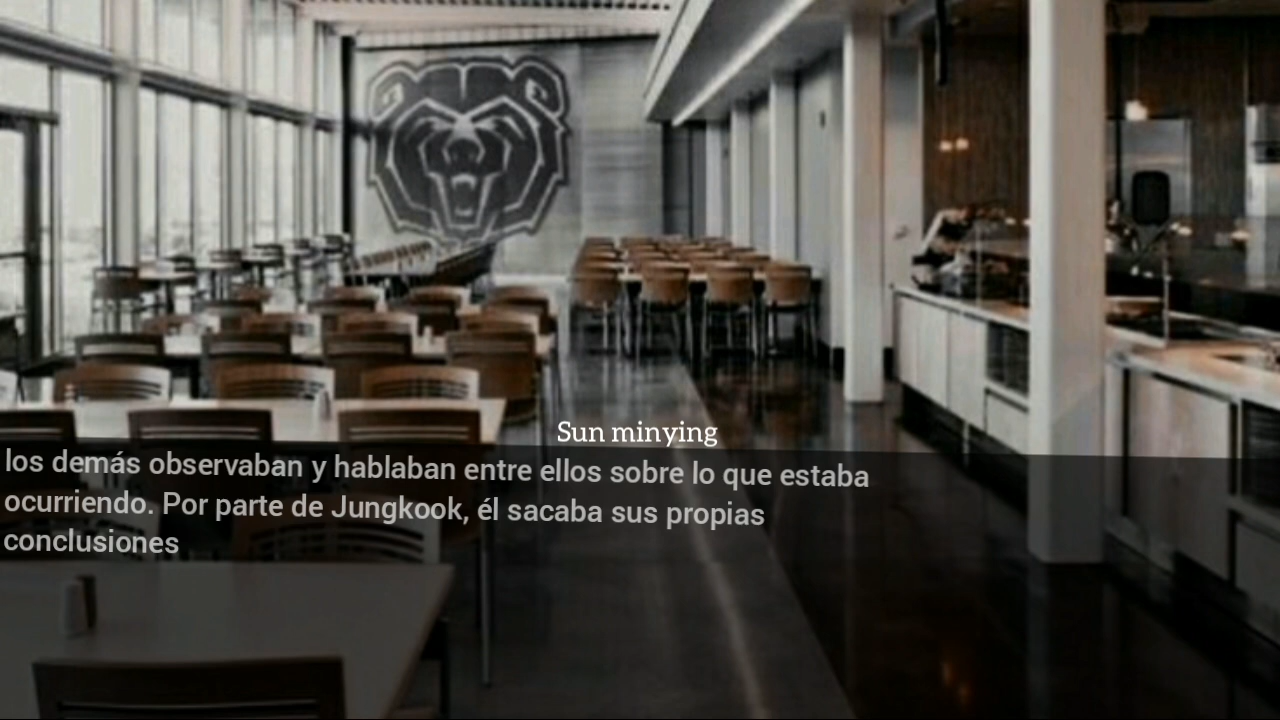 Sun minying
los demás observaban y hablaban entre ellos sobre lo que estaba
ocurriendo. Por parte de Jungkook, él sacaba sus propias
conclusiones